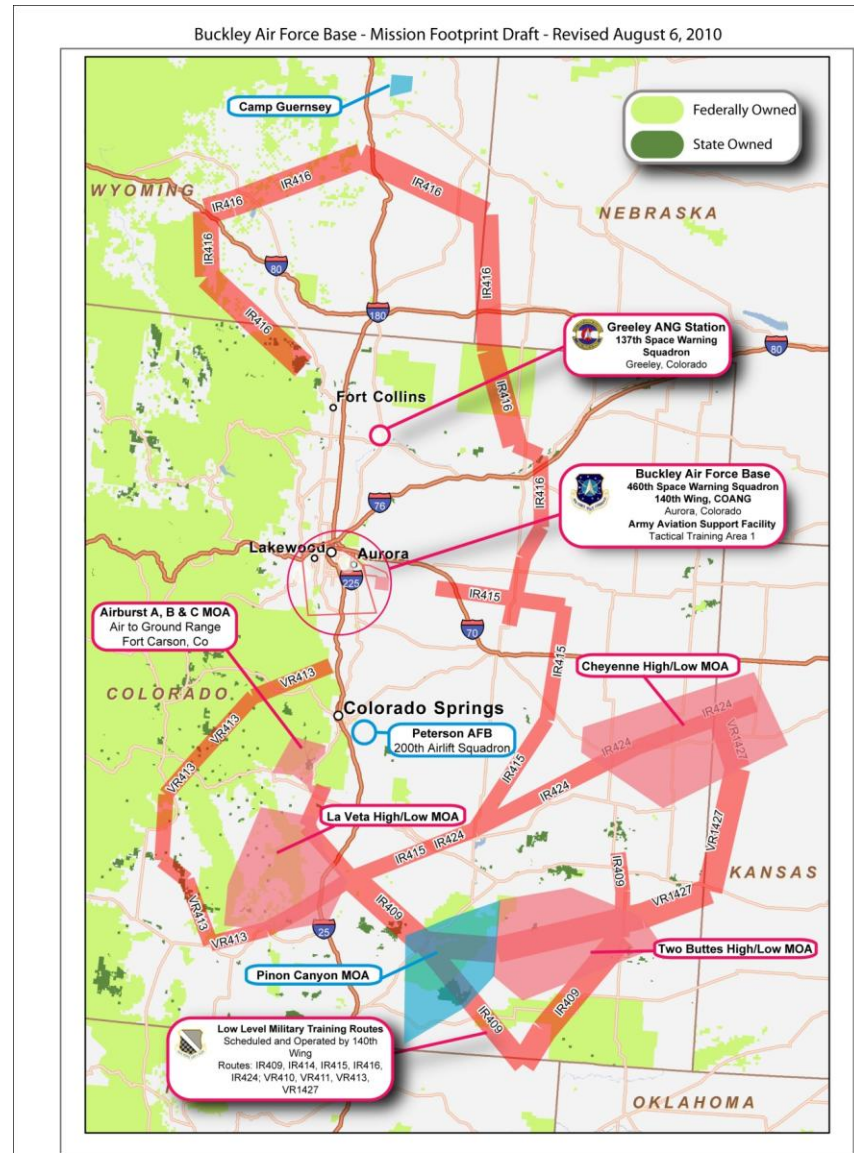 Buckley Air Force Base - Mission Footprint Draft - Revised August 6, 2010
Camp Guernsey
Federally Owned
State Owned
WYOMING
IR416
IR416
IR416
IR416
NEBRASKA
IR416
80
IR416
IR416
180
Greeley ANG Station
137th Space Warning
Squadron
Greeley, Colorado
80
Fort Collins
IR416
Buckley Air Force Base
460th Space Warning Squadron
140th Wing, COANG
Aurora, Colorado
Army Aviation Support Facility
Tactical Training Area 1
IR416
76
Lakewood
Aurora
225
IR415
70
Airburst A, B & C MOA
Air to Ground Range
Fort Carson, Co
IR415
Cheyenne High/Low MOA
VR413
COLORADO
VR413
Colorado Springs
IR424
IR424
VR1427
Peterson AFB
200th Airlift Squadron
IR415
VR413
IR424
La Veta High/Low MOA
VR1427
IR415
IR424
KANSAS
IR409
VR1427
VR413
IR409
25
VR413
Two Buttes High/Low MOA
Pinon Canyon MOA
IR409
IR409
Low Level Military Training Routes
Scheduled and Operated by 140th
Wing
Routes: IR409, IR414, IR415, IR416,
IR424; VR410, VR411, VR413,
VR1427
OKLAHOMA